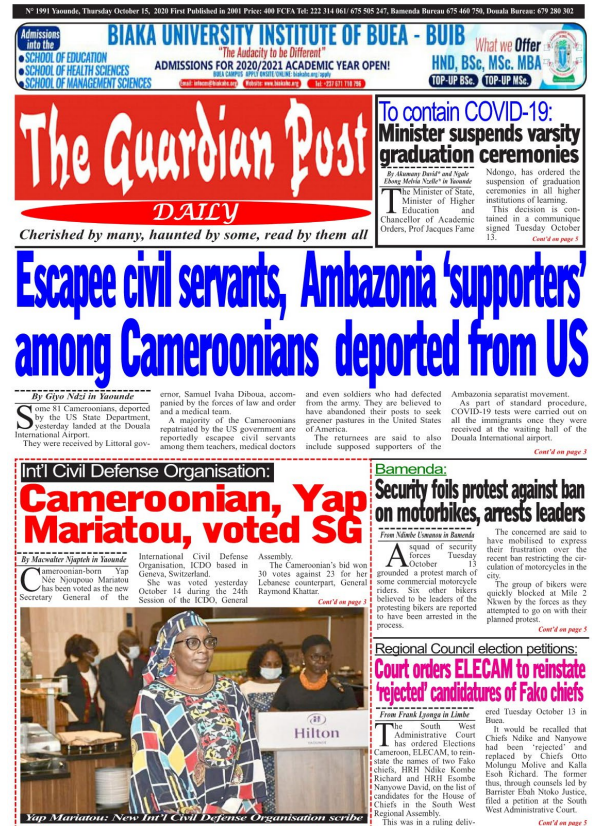 N° 1991 Yaounde, Thursday October 15, 2020 First Published in 2001 Price: 400 FCFA Tel: 222 314 061/ 675 505 247, Bamenda Bureau 675 460 750, Douala Bureau: 679 280 302
Admissions
into the
•SCHOOL OF EDUCATION
•SCHOOL OF HEALTH SCIENCES
•SCHOOL OF MANAGEMENT SCIENCES
BIAKA UNIVERSITY INSTITUTE OF BUEA - BUIB
"The Audacity to be Different"
ADMISSIONS FOR 2020/2021 ACADEMIC YEAR OPEN!
What we Offer
HND, BSc, MSc. MBA
TOP-UP BSc. TOP-UP MSc.
The Guardian Post
DAILY
Cherished by many, haunted by some, read by them all
To contain COVID-19:
Minister suspends varsity
graduation ceremonies
By Akomany David* and Ngale
Ebong Melvia Nzelle* in Yaounde
The Minister of State,
Minister of Higher
Education and
Chancellor of Academic
Orders, Prof Jacques Fame
Ndongo, has ordered the
suspension of graduation
ceremonies in all higher
institutions of learning.
This decision is con-
tained in a communique
signed Tuesday October
13.
Cont'd on page 5
Escapee civil servants, Ambazonia 'supporters'
among Cameroonians deported from US
By Giyo Ndzi in Yaounde
Some 81 Cameroonians, deported
by the US State Department,
yesterday landed at the Douala
International Airport.
They were received by Littoral gov-
ernor, Samuel Ivaha Diboua, accom-
panied by the forces of law and order
and a medical team.
A majority of the Cameroonians
repatriated by the US government are
reportedly escapee civil servants
among them teachers, medical doctors
and even soldiers who had defected
from the army. They are believed to
have abandoned their posts to seek
greener pastures in the United States
of America.
The returnees are said to also
include supposed supporters of the
Ambazonia separatist movement.
As part of standard procedure,
COVID-19 tests were carried out on
all the immigrants once they were
received at the waiting hall of the
Douala International airport.
Cont'd on page 3
Int'l Civil Defense Organisation:
Cameroonian, Yap
Mariatou, voted SG
By Macwalter Njapteh in Yaounde
Cameroonian-born Yap
Née Njoupouo Mariatou
has been voted as the new
Secretary General of the
International Civil Defense
Organisation, ICDO based in
Geneva, Switzerland.
She was voted yesterday
October 14 during the 24th
Session of the ICDO, General
Assembly.
The Cameroonian's bid won
30 votes against 23 for her
Lebanese counterpart, General
Raymond Khattar.
Cont'd on page 3
Hilton
Yap Mariatou: New Int'l Civil Defense Organisation scribe
Bamenda:
Security foils protest against ban
on motorbikes, arrests leaders
From Ndimbe Usmanou in Bamenda
A squad of security
forces Tuesday
October 13
grounded a protest march of
some commercial motorcycle
riders. Six other bikers
believed to be leaders of the
protesting bikers are reported
to have been arrested in the
process.
The concerned are said to
have mobilised to express
their frustration over the
recent ban restricting the cir-
culation of motorcycles in the
city.
The group of bikers were
quickly blocked at Mile 2
Nkwen by the forces as they
attempted to go on with their
planned protest.
Cont'd on page 5
Regional Council election petitions:
Court orders ELECAM to reinstate
'rejected' candidatures of Fako chiefs
From Frank Lyonga in Limbe
The South West
Administrative Court
has ordered Elections
Cameroon, ELECAM, to rein-
state the names of two Fako
chiefs, HRH Ndike Kombe
Richard and HRH Esombe
Nanyowe David, on the list of
candidates for the House of
Chiefs in the South West
Regional Assembly.
This was in a ruling deliv-
ered Tuesday October 13 in
Buea.
It would be recalled that
Chiefs Ndike and Nanyowe
had been 'rejected' and
replaced by Chiefs Otto
Molungu Molive and Kalla
Esoh Richard. The former
thus, through counsels led by
Barrister Ebah Ntoko Justice,
filed a petition at the South
West Administrative Court.
Cont'd on page 5